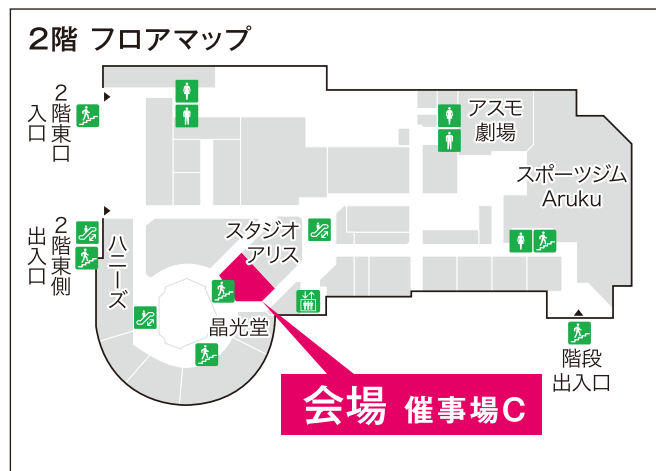 2階 フロアマップ
2階東口
入口
2階東側
出入口
ハニーズ
スタジオ
アリス
アスモ
劇場
スポーツジム
Aruku
晶光堂
階段
出入口
会場 催事場C